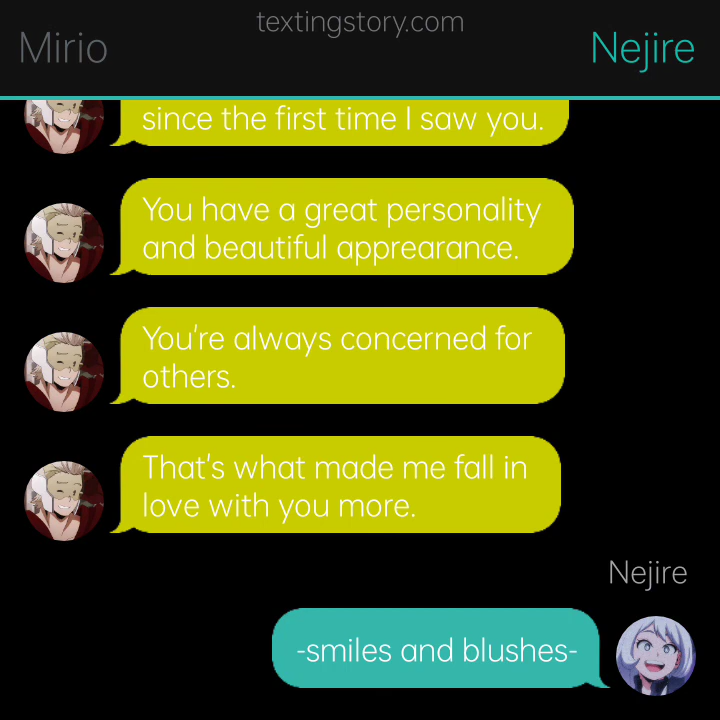 textingstory.com
Mirio
Nejire
since the first time I saw you.
You have a great personality
and beautiful apprearance.
You're always concerned for
others.
That's what made me fall in
love with you more.
Nejire
-smiles and blushes-